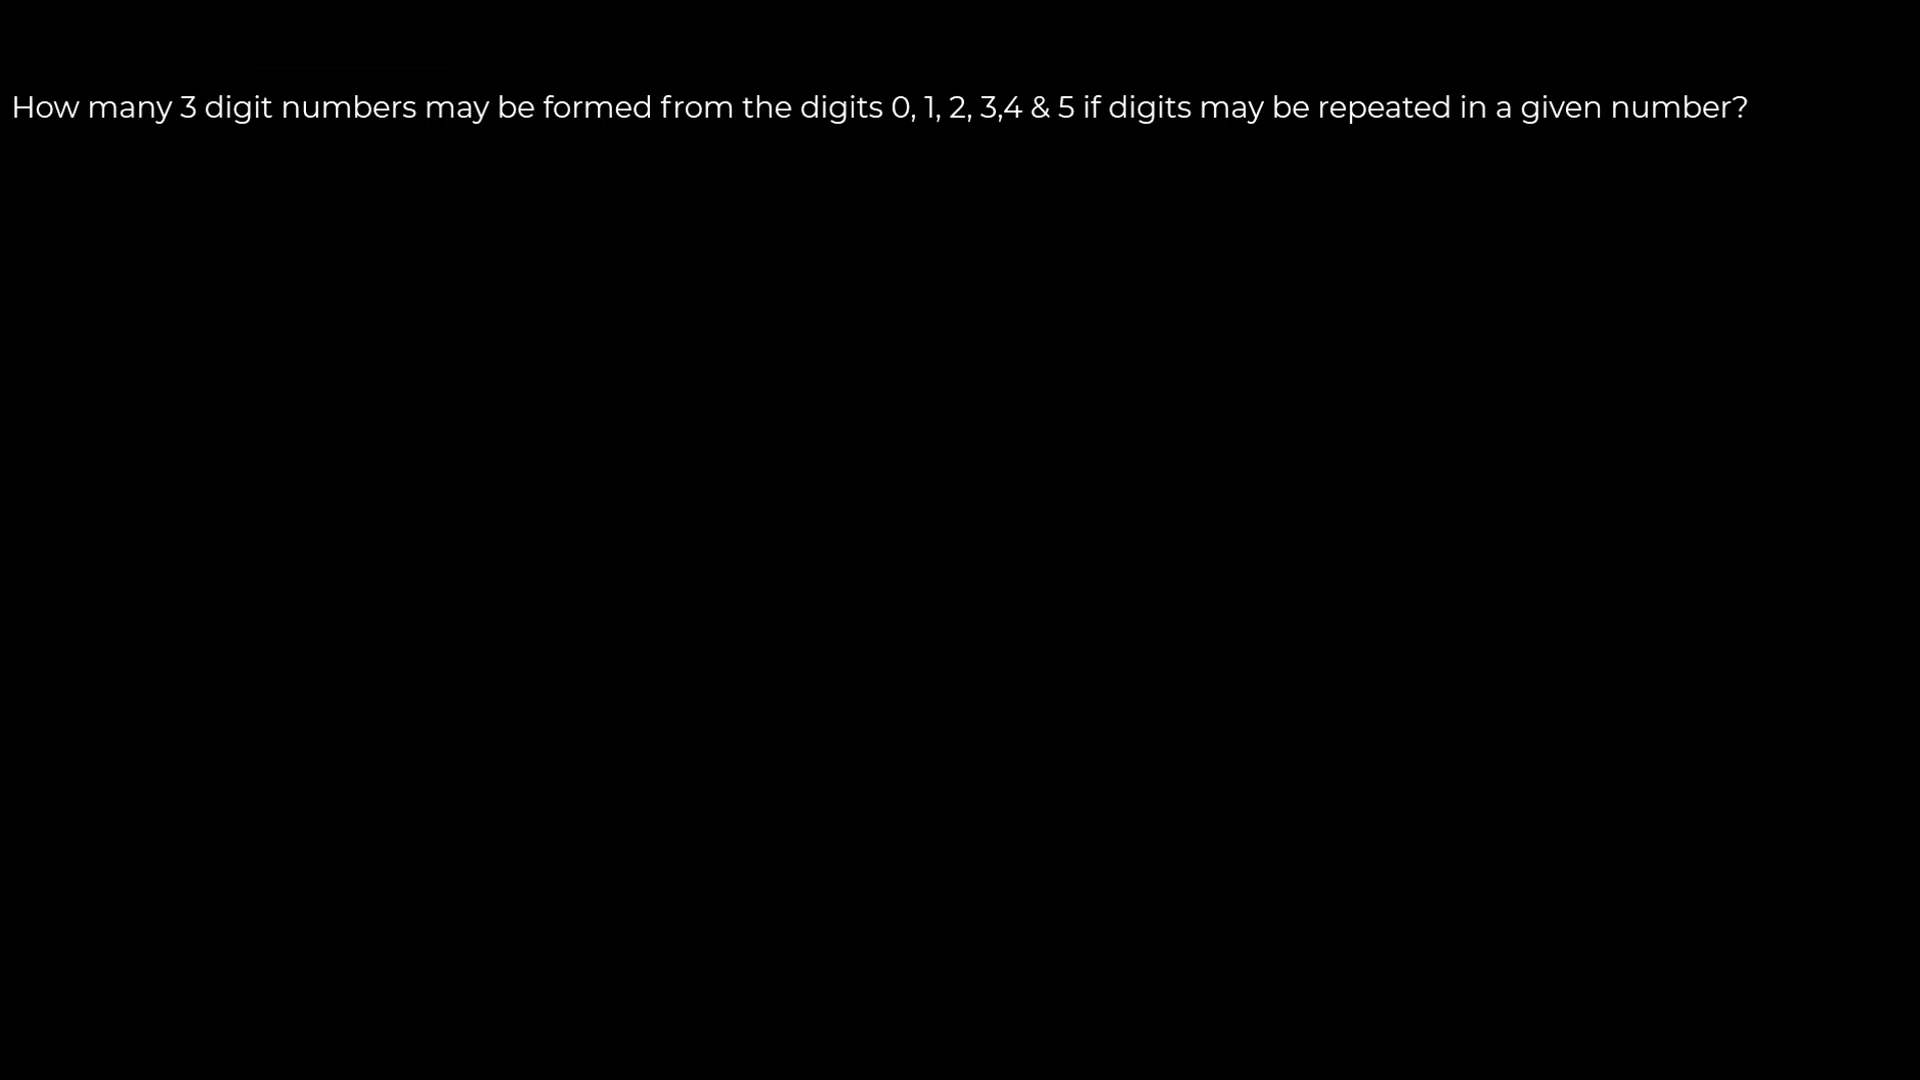 How many 3 digit numbers may be formed from the digits 0, 1, 2, 3,4 & 5 if digits may be repeated in a given number?